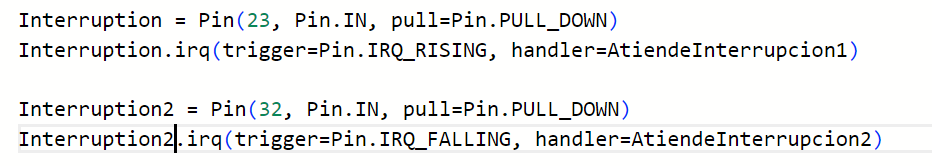 Interruption = Pin(23, Pin.IN, pull=Pin.PULL_DOWN)
Interruption.irq(trigger=Pin.IRQ_RISING, handler=AtiendeInterrupcion1)
Interruption2 = Pin(32, Pin.IN, pull=Pin.PULL_DOWN)
Interruption2.irq(trigger=Pin.IRQ_FALLING, handler=AtiendeInterrupcion2)